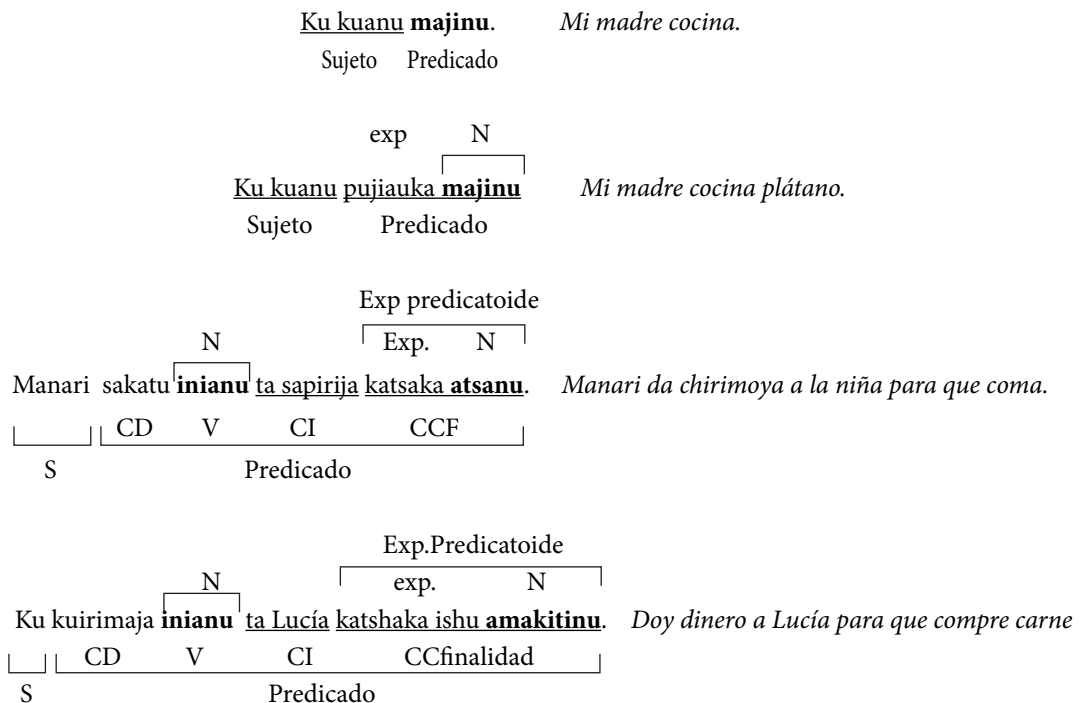 Ku kuanu majinu. Mi madre cocina.
Sujeto Predicado
exp N
Ku kuanu pujiauka majinu Mi madre cocina plátano.
Sujeto Predicado
Exp predicatoide
N Exp. N
Manari sakatu inianu ta sapirija katsaka atsanu. Manari da chirimoya a la niña para que coma.
CD V CI CCF
S Predicado
Exp.Predicatoide
N exp. N
Ku kuirimaja inianu ta Lucía katshaka ishu amakitinu. Doy dinero a Lucía para que compre carne
CD V CI CCfinalidad
S Predicado